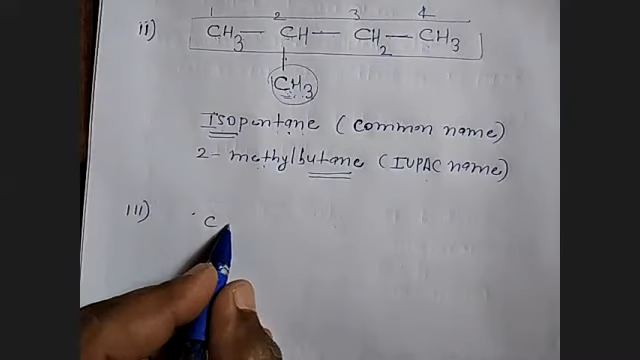 1 2 3 4
ii) CH3 — CH — CH2 — CH3
CH3
Isopentane (common name)
2-methylbutane (IUPAC name)
iii) C